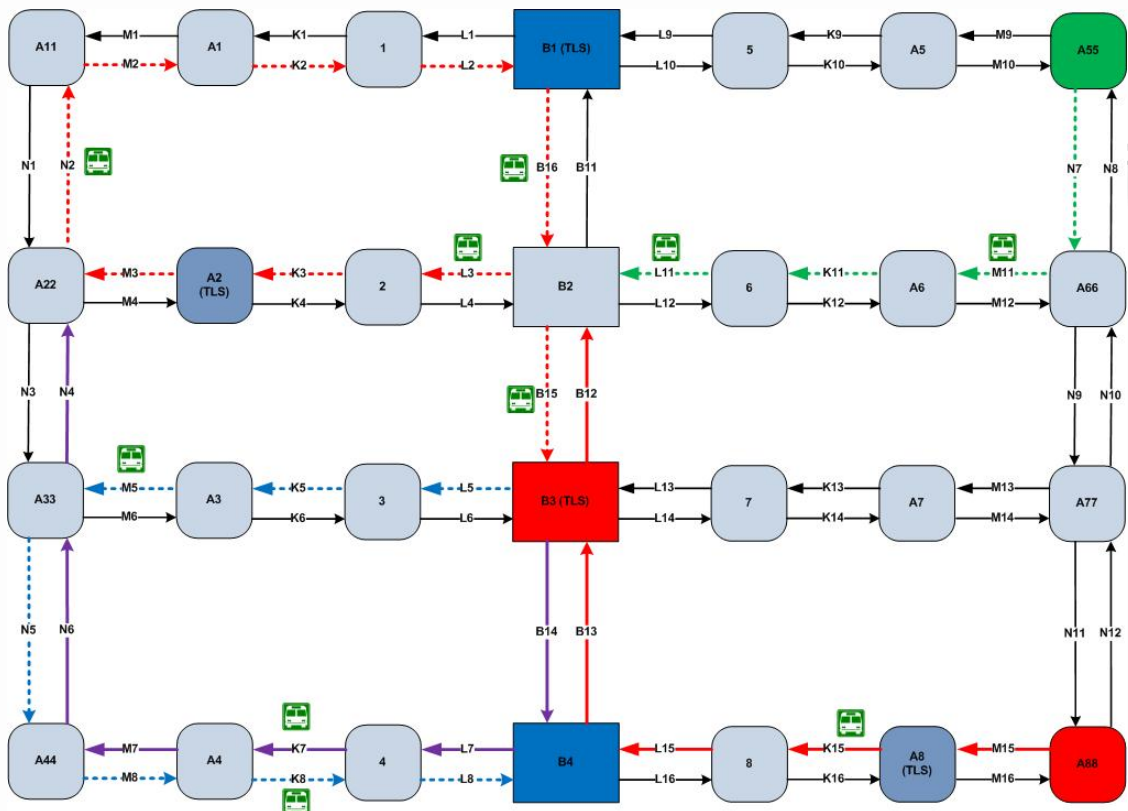 A11 M1 A1 K1 1 L1 B1 (TLS) L9 5 K9 A5 M9 A55
M2 K2 L2 L10 K10 M10
N1 N2 B16 B11 N7 N8
A22 M3 A2 K3 2 L3 B2 L11 6 K11 A6 M11 A66
(TLS)
M4 K4 L4 L12 K12 M12
N3 N4 B15 B12 N9 N10
A33 M5 A3 K5 3 L5 B3 (TLS) L13 7 K13 A7 M13 A77
M6 K6 L6 L14 K14 M14
N5 N6 B14 B13 N11 N12
A44 M7 A4 K7 4 L7 B4 L15 8 K15 A8 M15 A88
(TLS)
M8 K8 L8 L16 K16 M16